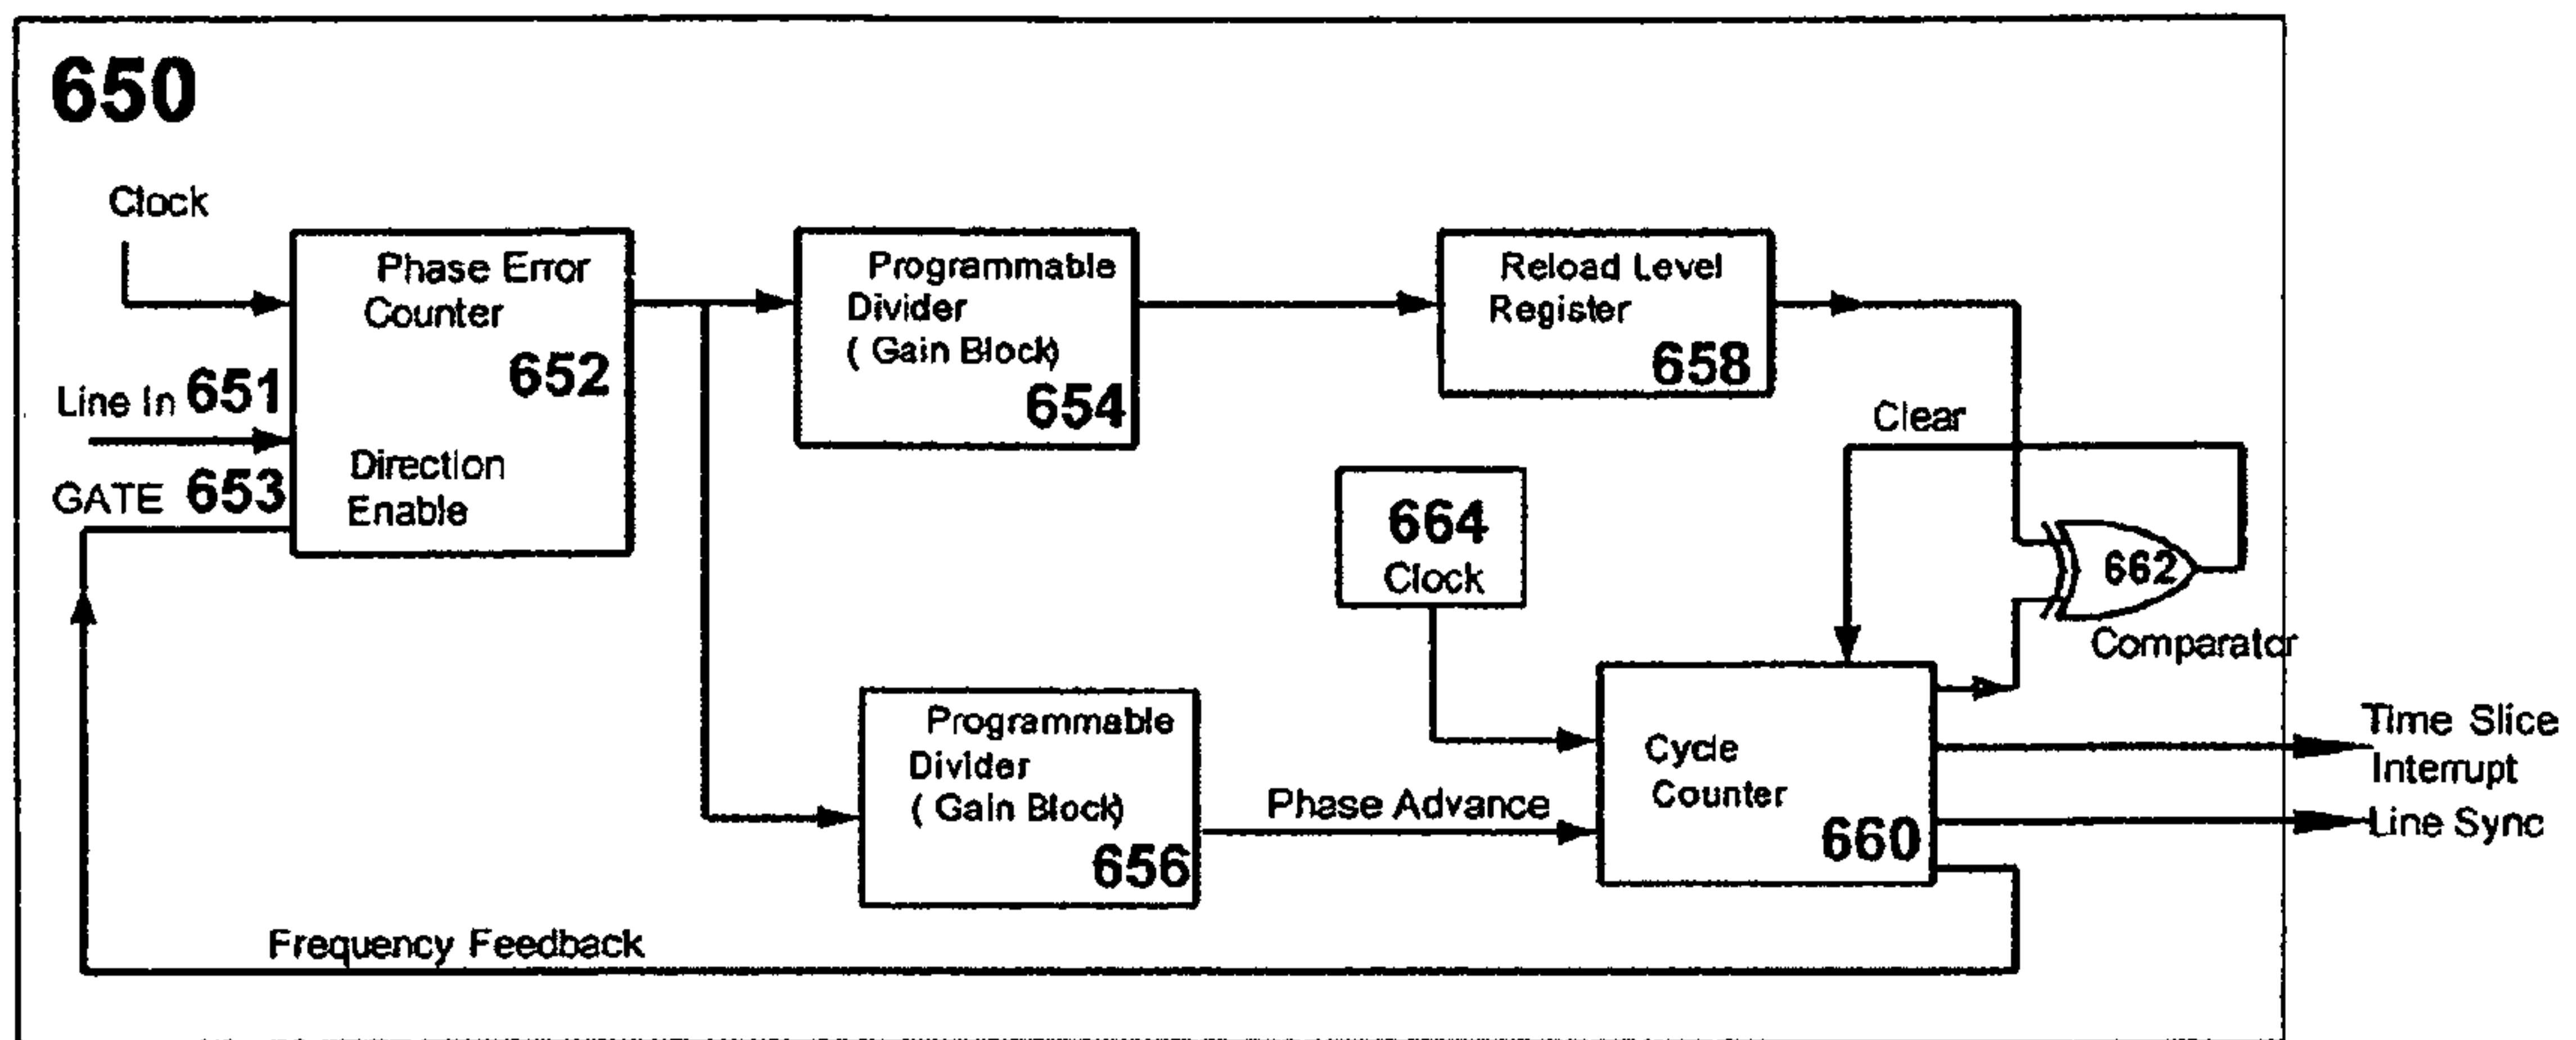 650
Clock
Phase Error
Counter
652
Line In 651
GATE 653
Direction
Enable
Programmable
Divider
( Gain Block)
654
Reload Level
Register
658
Clear
664
Clock
662
Comparator
Programmable
Divider
( Gain Block)
656
Phase Advance
Cycle
Counter
660
Time Slice
Interrupt
Line Sync
Frequency Feedback